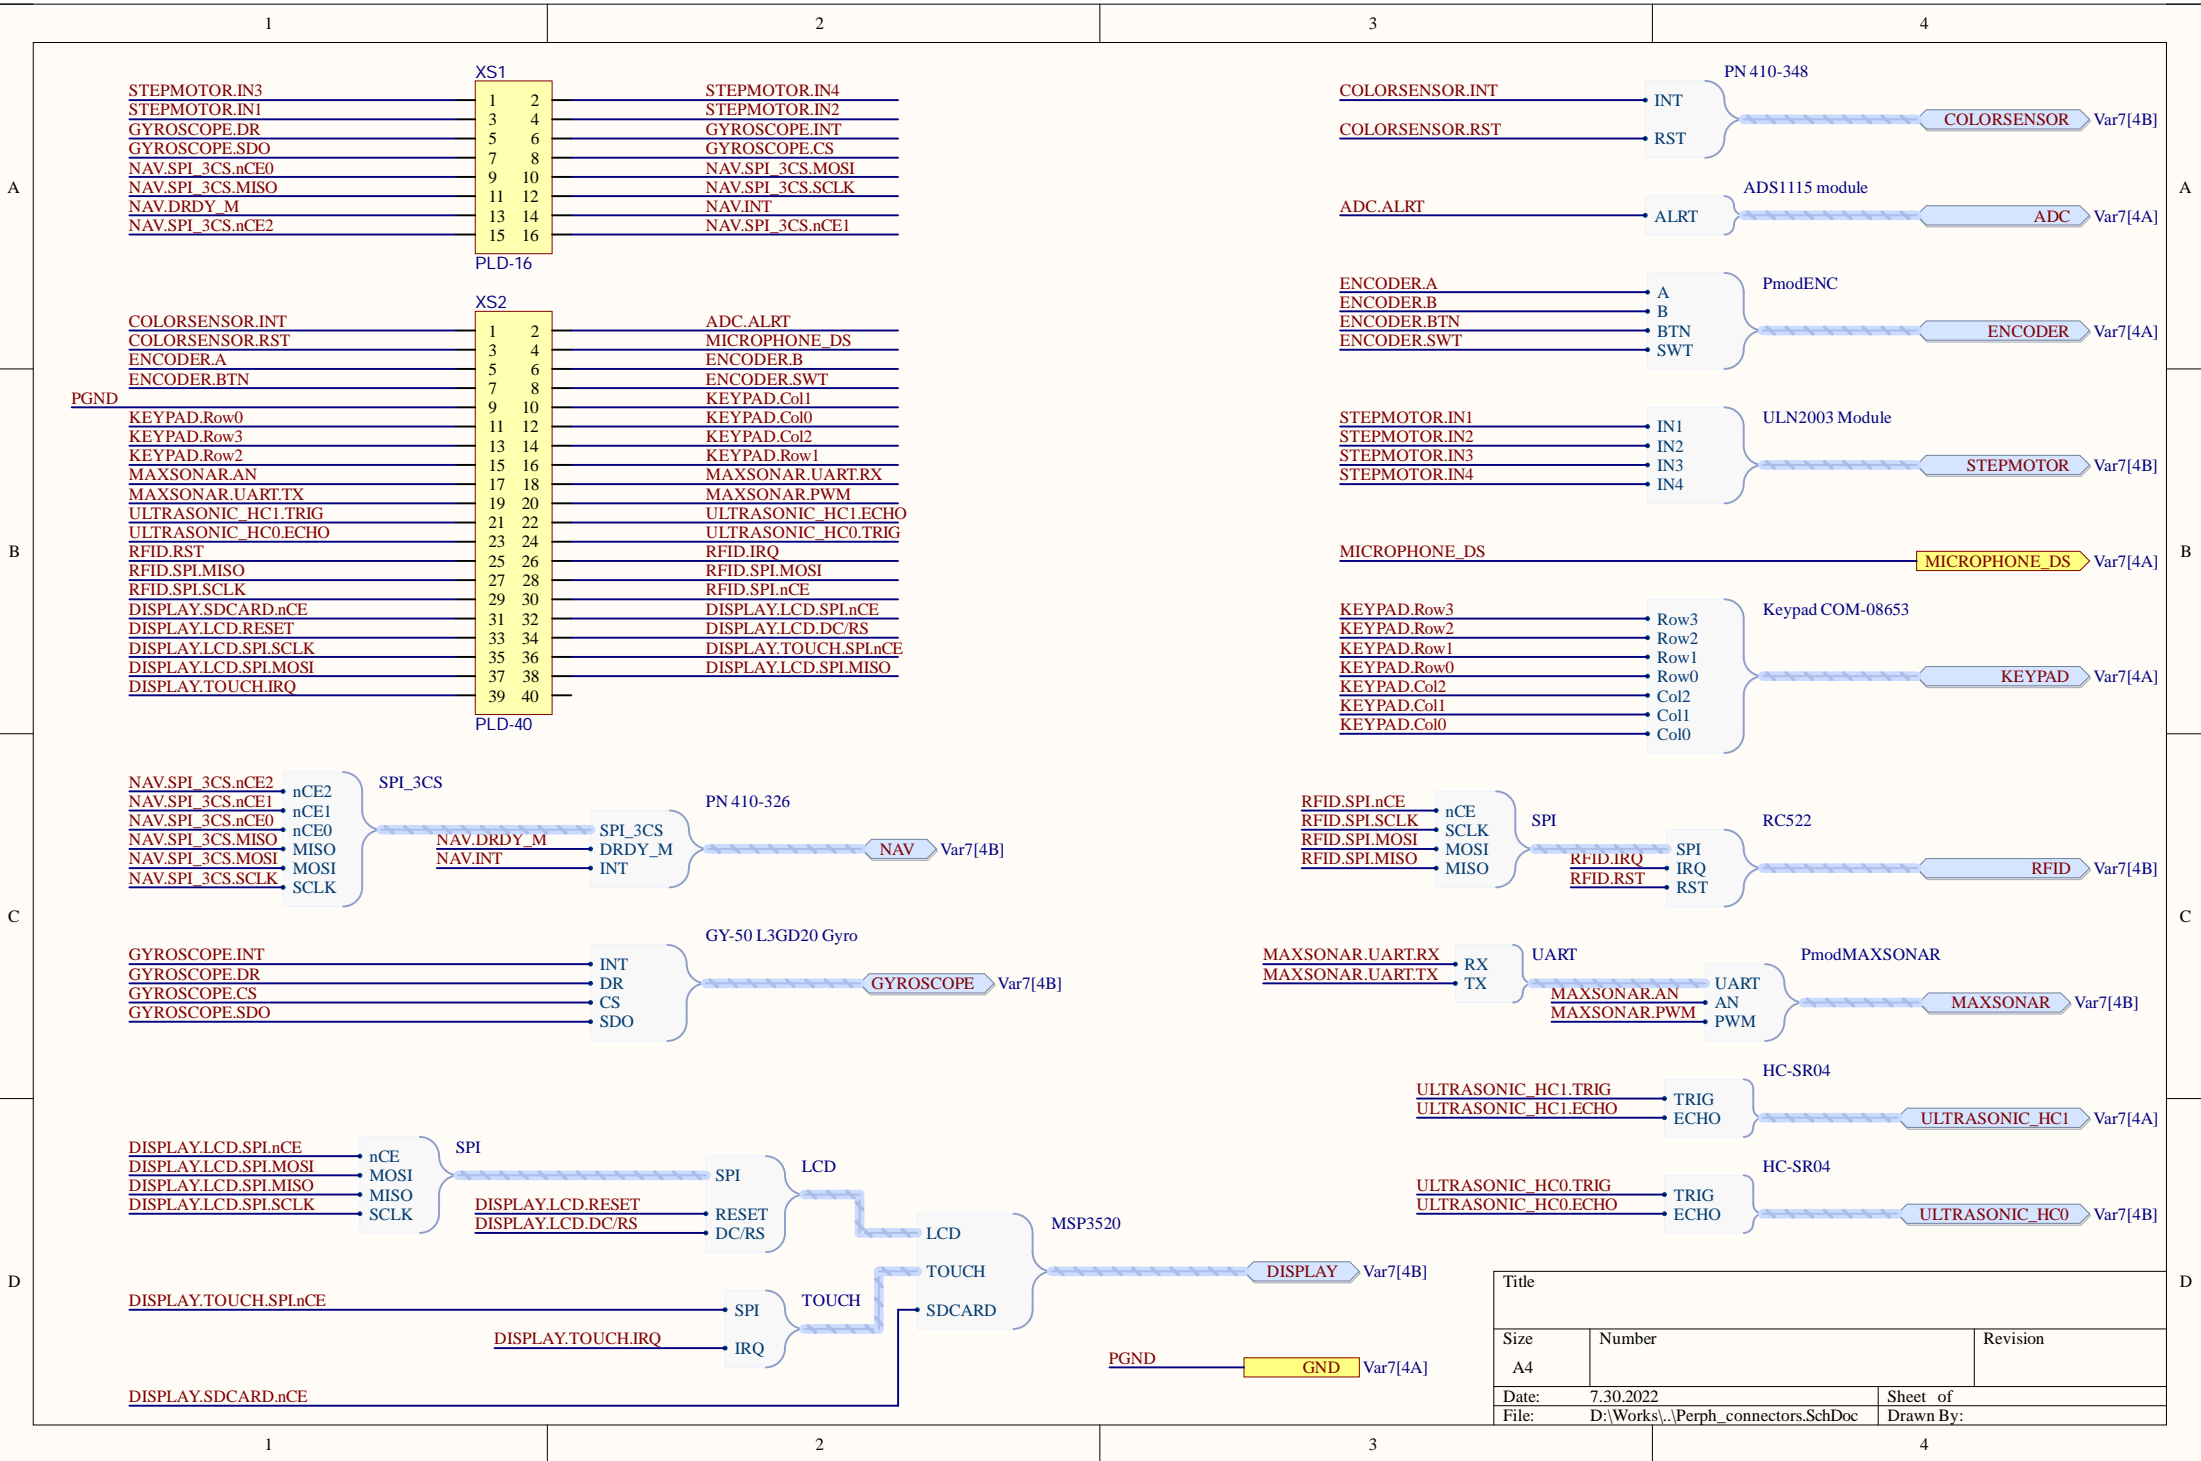 1 2 3 4
XS1
STEPMOTOR.IN3 1 2 STEPMOTOR.IN4
STEPMOTOR.IN1 3 4 STEPMOTOR.IN2
GYROSCOPE.DR 5 6 GYROSCOPE.INT
GYROSCOPE.SDO 7 8 GYROSCOPE.CS
NAV.SPI_3CS.nCE0 9 10 NAV.SPI_3CS.MOSI
NAV.SPI_3CS.MISO 11 12 NAV.SPI_3CS.SCLK
NAV.DRDY_M 13 14 NAV.INT
NAV.SPI_3CS.nCE2 15 16 NAV.SPI_3CS.nCE1
PLD-16
PN 410-348
COLORSENSOR.INT INT
COLORSENSOR Var7[4B]
COLORSENSOR.RST RST
A A
ADS1115 module
ADC.ALRT ALRT ADC Var7[4A]
PmodENC
ENCODER.A A
ENCODER.B B
ENCODER.BTN BTN ENCODER Var7[4A]
ENCODER.SWT SWT
XS2
COLORSENSOR.INT 1 2 ADC.ALRT
COLORSENSOR.RST 3 4 MICROPHONE_DS
ENCODER.A 5 6 ENCODER.B
ENCODER.BTN 7 8 ENCODER.SWT
PGND 9 10 KEYPAD.Col1
KEYPAD.Row0 11 12 KEYPAD.Col0
KEYPAD.Row3 13 14 KEYPAD.Col2
KEYPAD.Row2 15 16 KEYPAD.Row1
MAXSONAR.AN 17 18 MAXSONAR.UART.RX
MAXSONAR.UART.TX 19 20 MAXSONAR.PWM
ULTRASONIC_HC1.TRIG 21 22 ULTRASONIC_HC1.ECHO
ULTRASONIC_HC0.ECHO 23 24 ULTRASONIC_HC0.TRIG
RFID.RST 25 26 RFID.IRQ
RFID.SPI.MISO 27 28 RFID.SPI.MOSI
RFID.SPI.SCLK 29 30 RFID.SPI.nCE
DISPLAY.SDCARD.nCE 31 32 DISPLAY.LCD.SPI.nCE
DISPLAY.LCD.RESET 33 34 DISPLAY.LCD.DC/RS
DISPLAY.LCD.SPI.SCLK 35 36 DISPLAY.TOUCH.SPI.nCE
DISPLAY.LCD.SPI.MOSI 37 38 DISPLAY.LCD.SPI.MISO
DISPLAY.TOUCH.IRQ 39 40
PLD-40
ULN2003 Module
STEPMOTOR.IN1 IN1
STEPMOTOR.IN2 IN2
STEPMOTOR.IN3 IN3 STEPMOTOR Var7[4B]
STEPMOTOR.IN4 IN4
B B
MICROPHONE_DS MICROPHONE_DS Var7[4A]
Keypad COM-08653
KEYPAD.Row3 Row3
KEYPAD.Row2 Row2
KEYPAD.Row1 Row1
KEYPAD.Row0 Row0 KEYPAD Var7[4A]
KEYPAD.Col2 Col2
KEYPAD.Col1 Col1
KEYPAD.Col0 Col0
SPI_3CS
NAV.SPI_3CS.nCE2 nCE2
NAV.SPI_3CS.nCE1 nCE1
NAV.SPI_3CS.nCE0 nCE0
NAV.SPI_3CS.MISO MISO
NAV.SPI_3CS.MOSI MOSI
NAV.SPI_3CS.SCLK SCLK
PN 410-326
SPI_3CS
NAV.DRDY_M DRDY_M NAV Var7[4B]
NAV.INT INT
SPI
RFID.SPI.nCE nCE
RFID.SPI.SCLK SCLK
RFID.SPI.MOSI MOSI
RFID.SPI.MISO MISO
RC522
SPI
RFID.IRQ IRQ RFID Var7[4B]
RFID.RST RST
C C
GY-50 L3GD20 Gyro
GYROSCOPE.INT INT
GYROSCOPE.DR DR GYROSCOPE Var7[4B]
GYROSCOPE.CS CS
GYROSCOPE.SDO SDO
UART
MAXSONAR.UART.RX RX
MAXSONAR.UART.TX TX
PmodMAXSONAR
UART
MAXSONAR.AN AN MAXSONAR Var7[4B]
MAXSONAR.PWM PWM
HC-SR04
ULTRASONIC_HC1.TRIG TRIG
ULTRASONIC_HC1.ECHO ECHO ULTRASONIC_HC1 Var7[4A]
HC-SR04
ULTRASONIC_HC0.TRIG TRIG
ULTRASONIC_HC0.ECHO ECHO ULTRASONIC_HC0 Var7[4B]
SPI
DISPLAY.LCD.SPI.nCE nCE
DISPLAY.LCD.SPI.MOSI MOSI
DISPLAY.LCD.SPI.MISO MISO
DISPLAY.LCD.SPI.SCLK SCLK
LCD
SPI
DISPLAY.LCD.RESET RESET
DISPLAY.LCD.DC/RS DC/RS
MSP3520
LCD
TOUCH DISPLAY Var7[4B]
SDCARD
D D
DISPLAY.TOUCH.SPI.nCE SPI TOUCH
DISPLAY.TOUCH.IRQ IRQ
DISPLAY.SDCARD.nCE
PGND GND Var7[4A]
Title
Size Number Revision
A4
Date: 7.30.2022 Sheet of
File: D:\Works\..\Perph_connectors.SchDoc Drawn By:
1 2 3 4